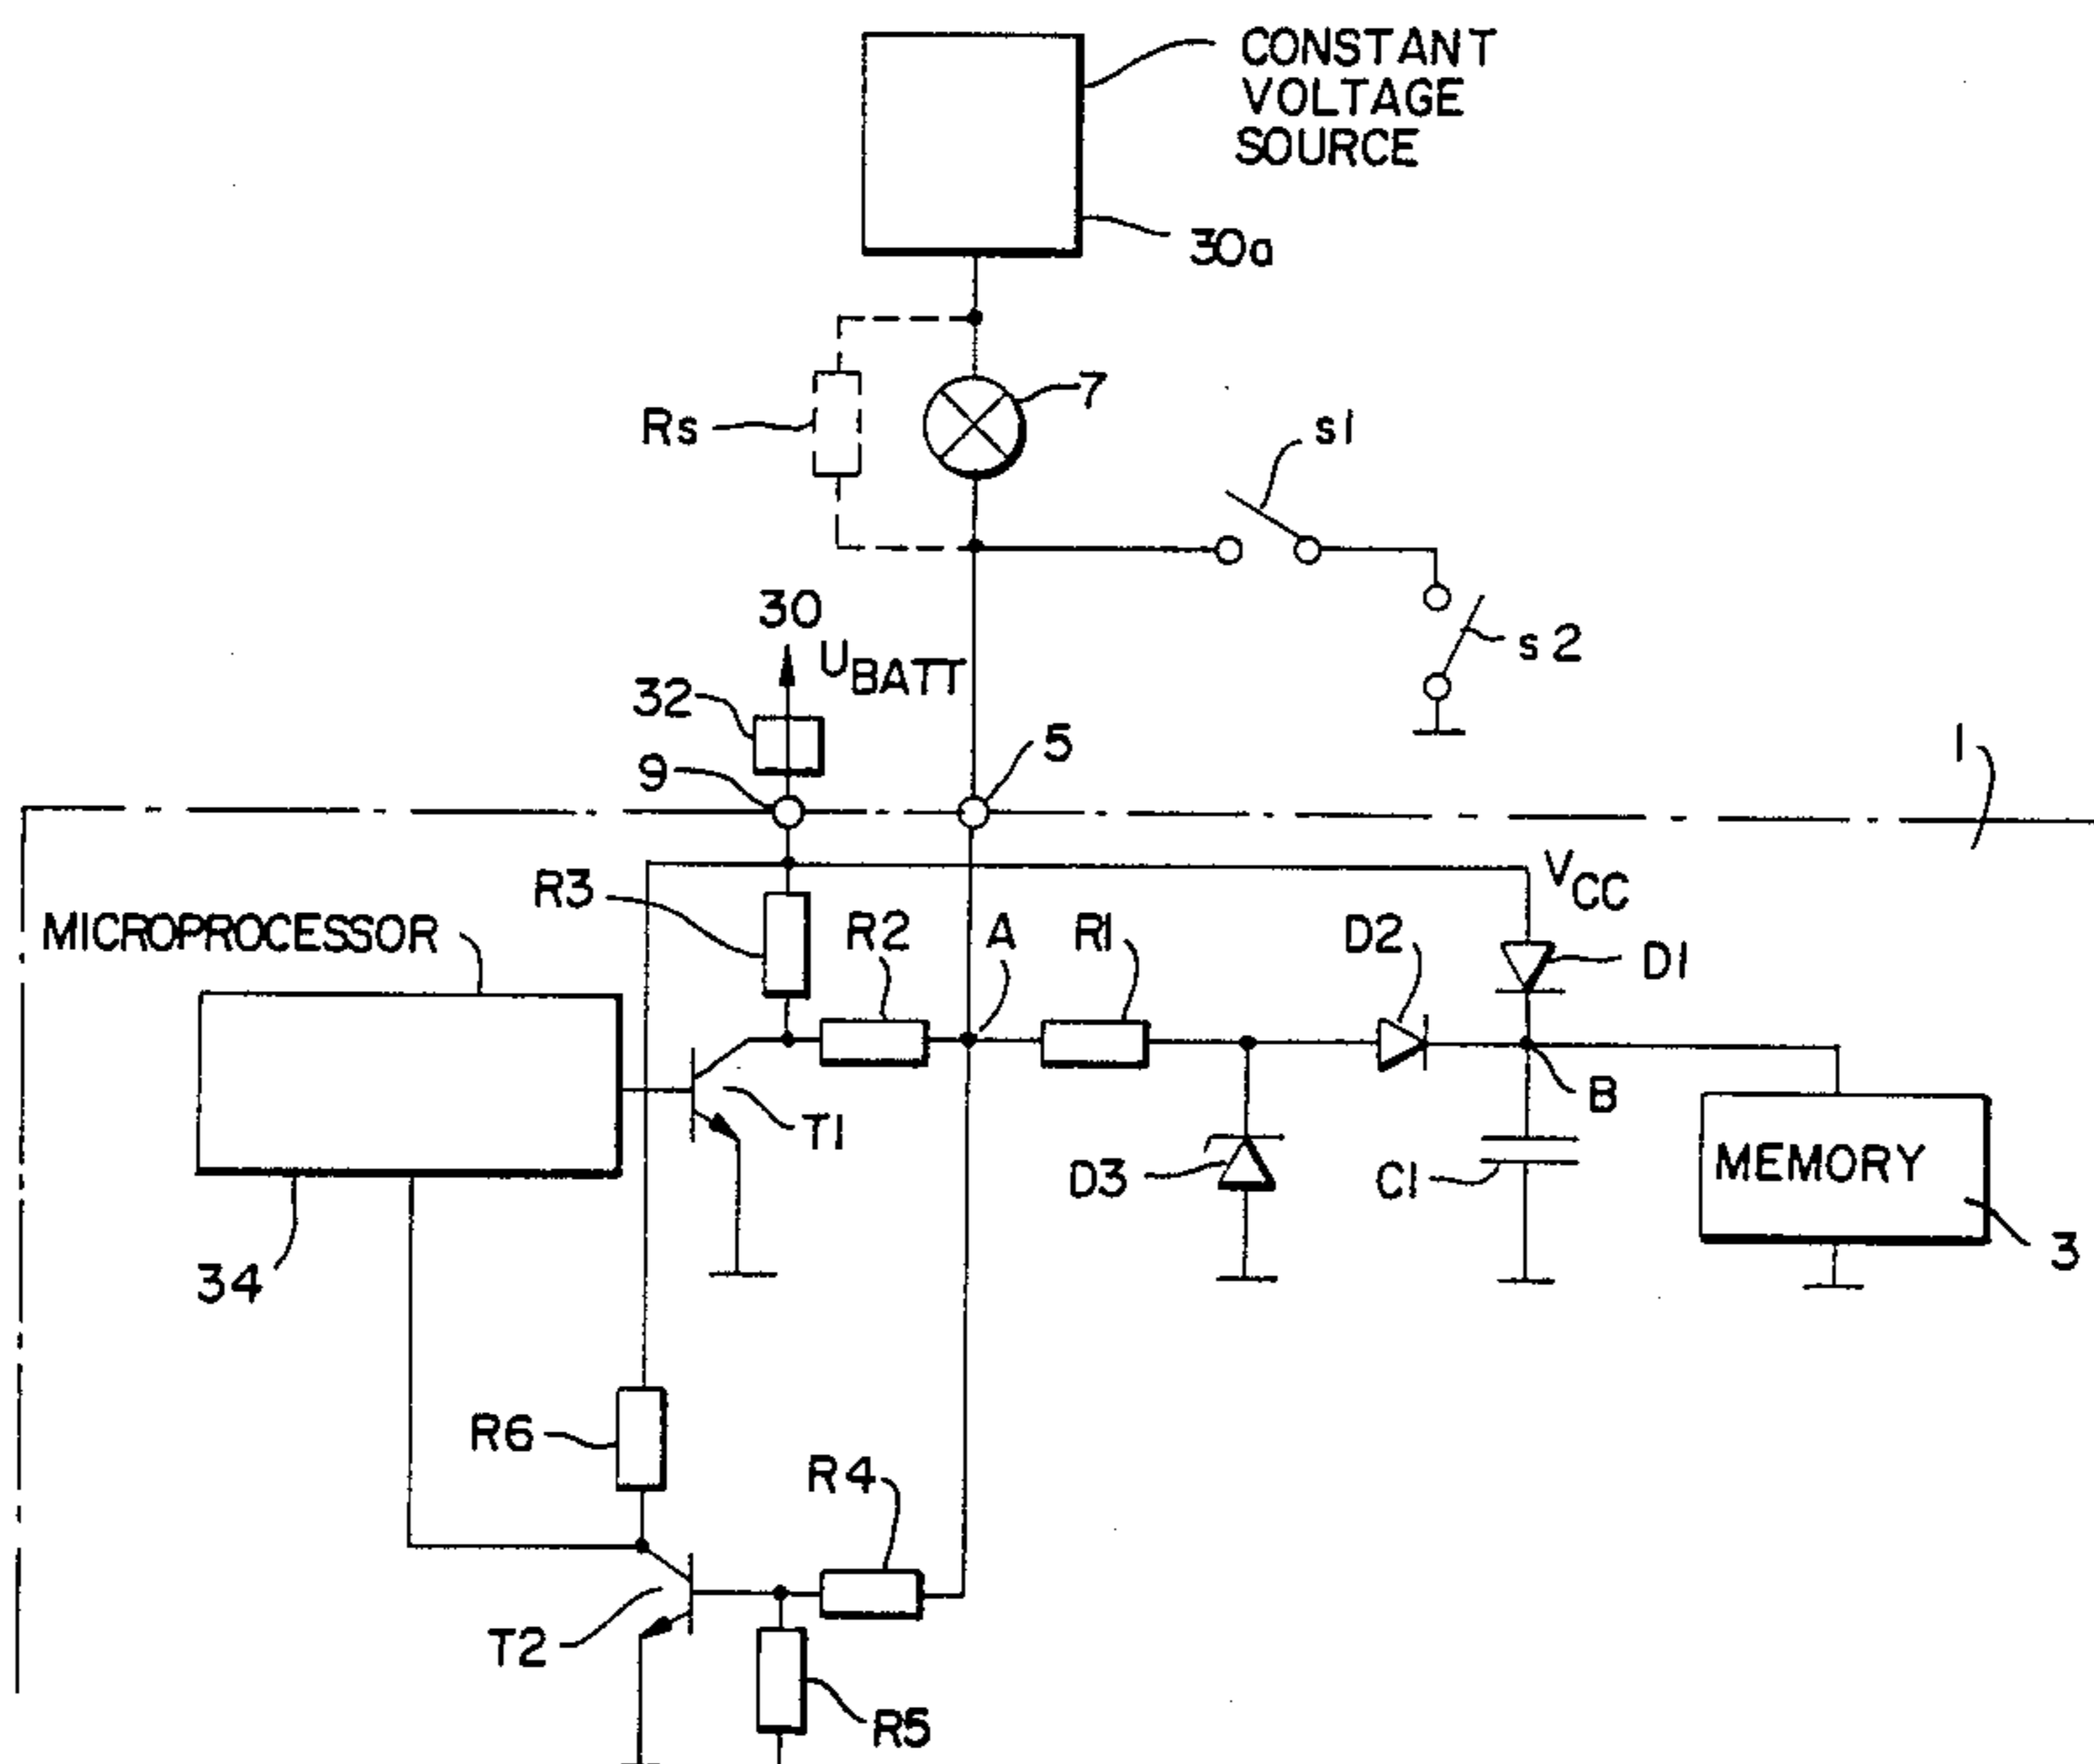 CONSTANT
VOLTAGE
SOURCE
30a
7
Rs
s1
30
UBATT
s2
32
9
5
1
R3
VCC
MICROPROCESSOR
R2
A
R1
D2
D1
T1
B
D3
C1
MEMORY
34
3
R6
R4
T2
R5